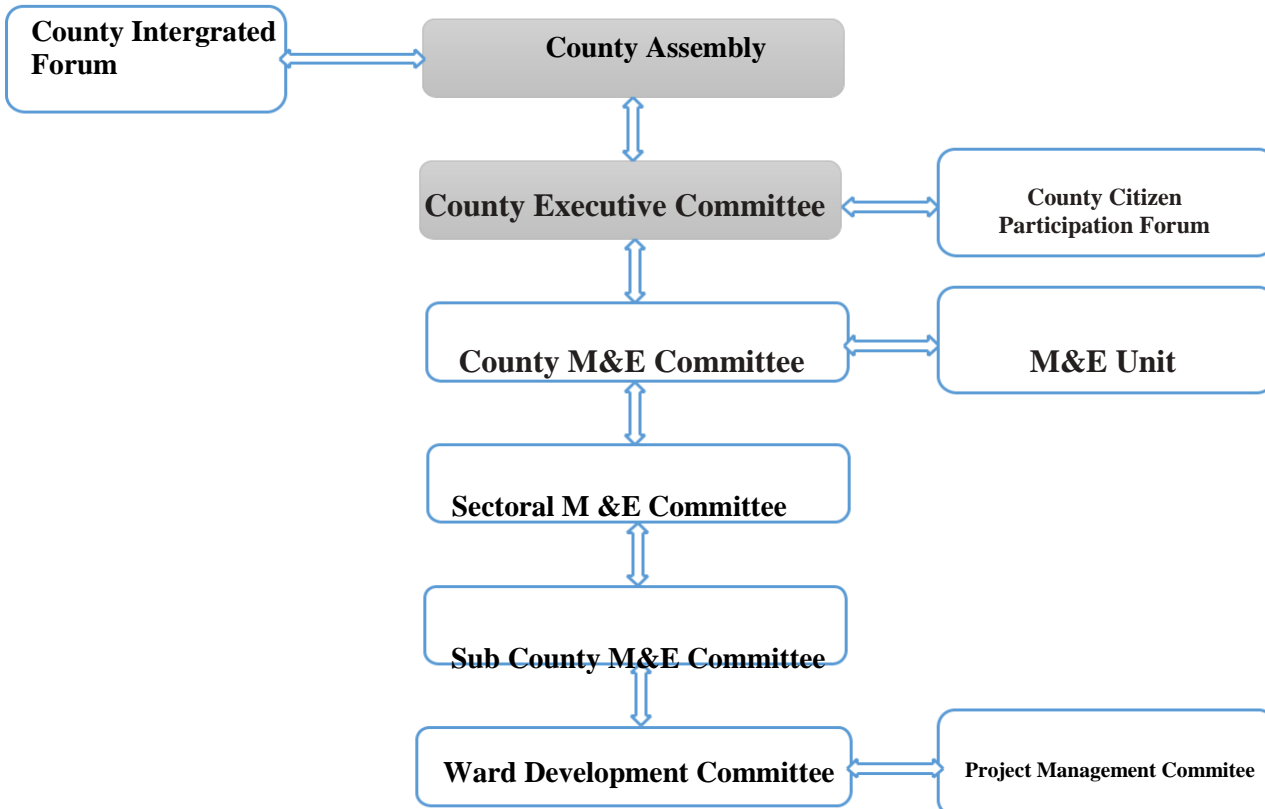 County Intergrated
Forum
County Assembly
County Executive Committee
County Citizen
Participation Forum
County M&E Committee
M&E Unit
Sectoral M &E Committee
Sub County M&E Committee
Ward Development Committee
Project Management Commitee